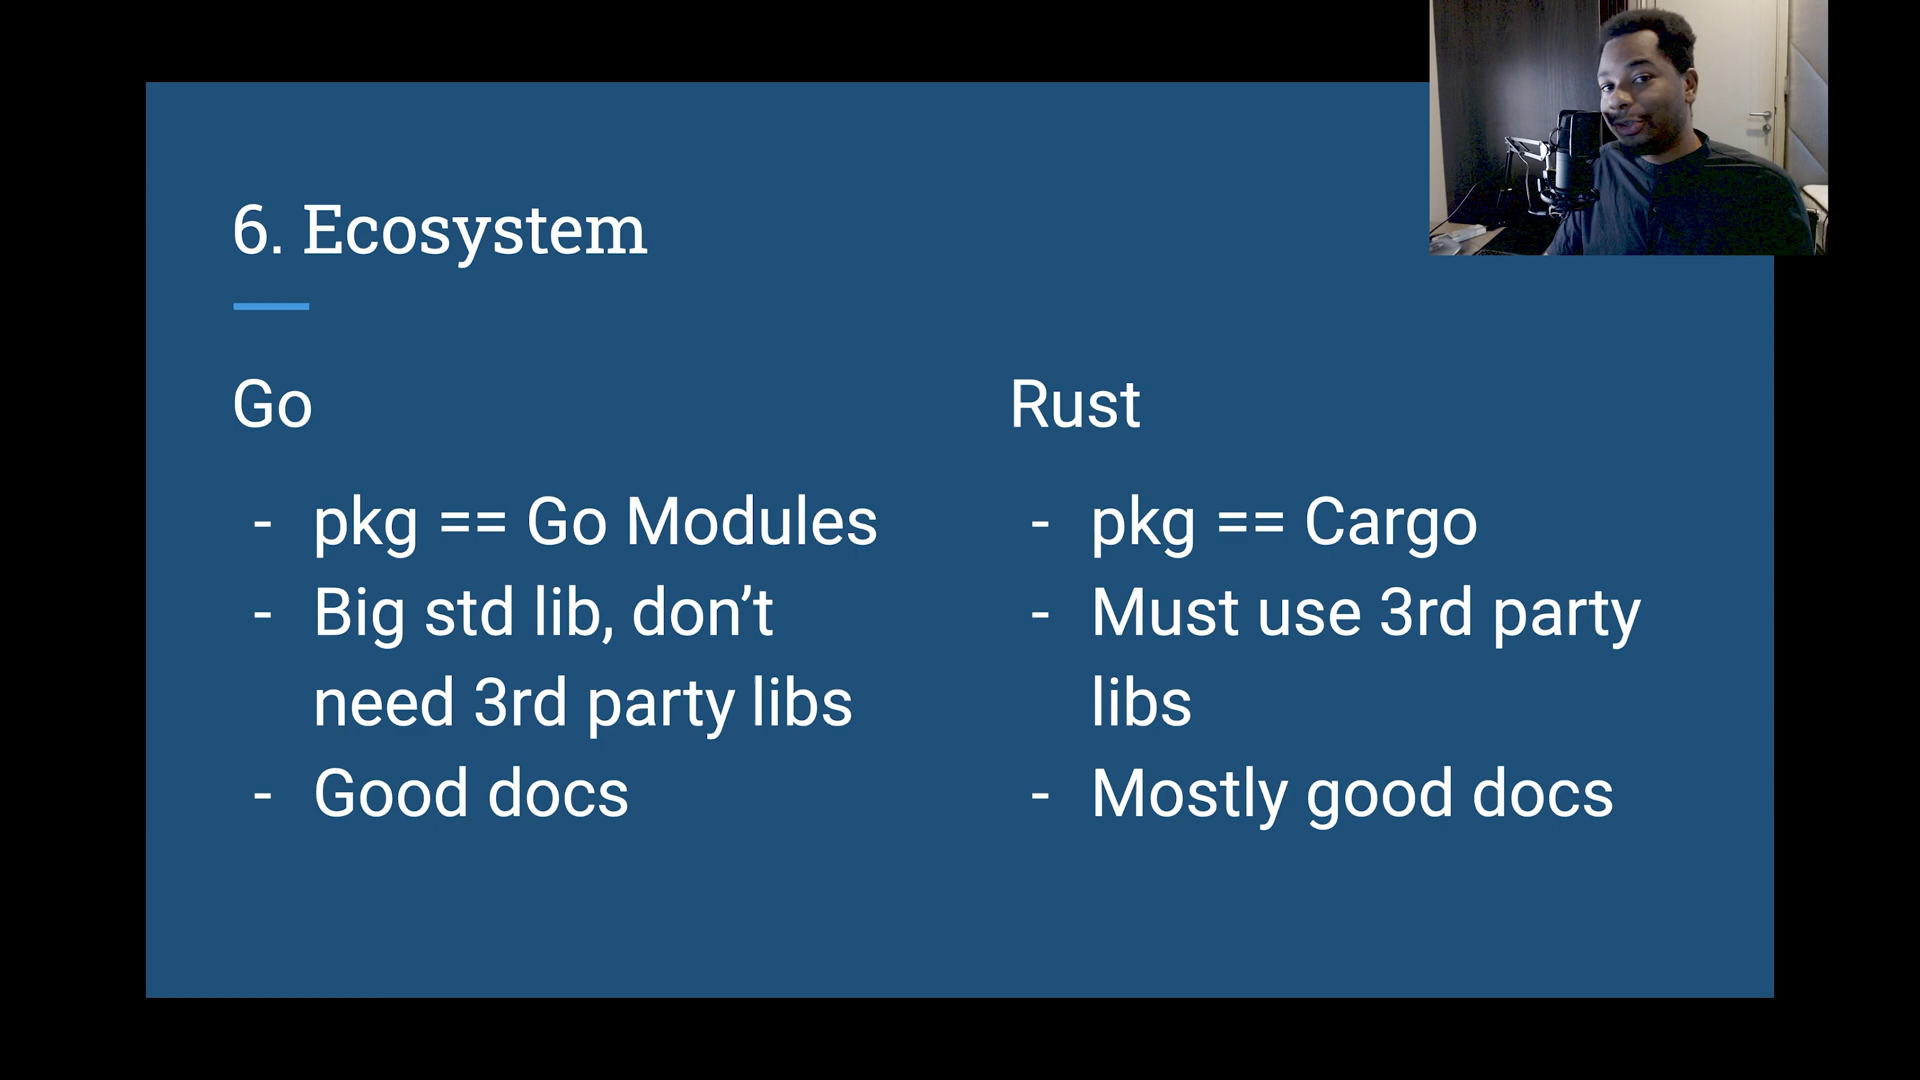 6. Ecosystem
Go
- pkg == Go Modules
- Big std lib, don’t
need 3rd party libs
- Good docs
Rust
- pkg == Cargo
- Must use 3rd party
libs
- Mostly good docs